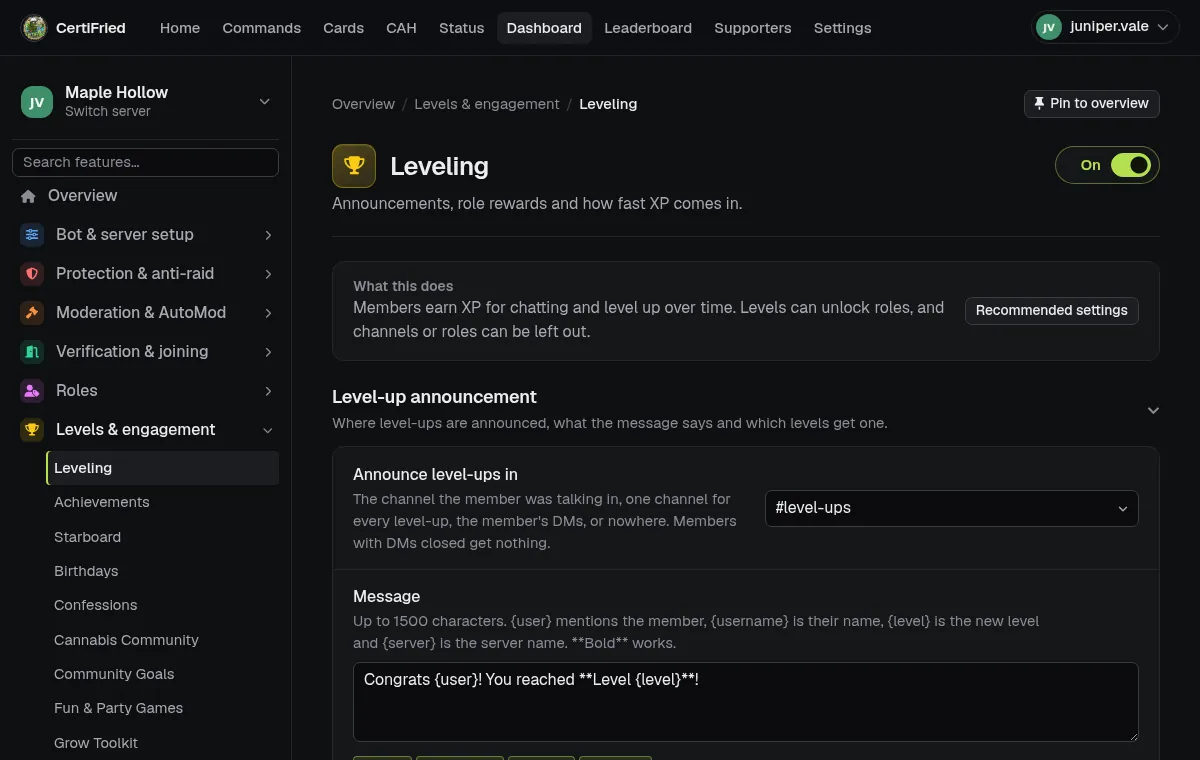 CertiFried
Home
Commands
Cards
CAH
Status
Dashboard
Leaderboard
Supporters
Settings
JV
juniper.vale
JV
Maple Hollow
Switch server
Search features...
Overview
Bot & server setup
Protection & anti-raid
Moderation & AutoMod
Verification & joining
Roles
Levels & engagement
Leveling
Achievements
Starboard
Birthdays
Confessions
Cannabis Community
Community Goals
Fun & Party Games
Grow Toolkit
Overview / Levels & engagement / Leveling
Pin to overview
Leveling
On
Announcements, role rewards and how fast XP comes in.
What this does
Members earn XP for chatting and level up over time. Levels can unlock roles, and
channels or roles can be left out.
Recommended settings
Level-up announcement
Where level-ups are announced, what the message says and which levels get one.
Announce level-ups in
The channel the member was talking in, one channel for
every level-up, the member's DMs, or nowhere. Members
with DMs closed get nothing.
#level-ups
Message
Up to 1500 characters. {user} mentions the member, {username} is their name, {level} is the new level
and {server} is the server name. **Bold** works.
Congrats {user}! You reached **Level {level}**!